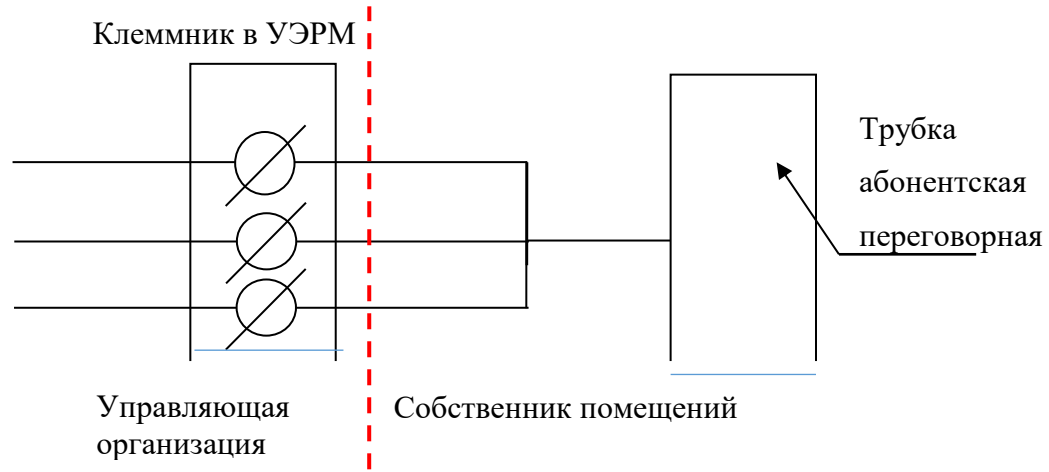 Клеммник в УЭРМ
Трубка
абонентская
переговорная
Управляющая
организация
Собственник помещений